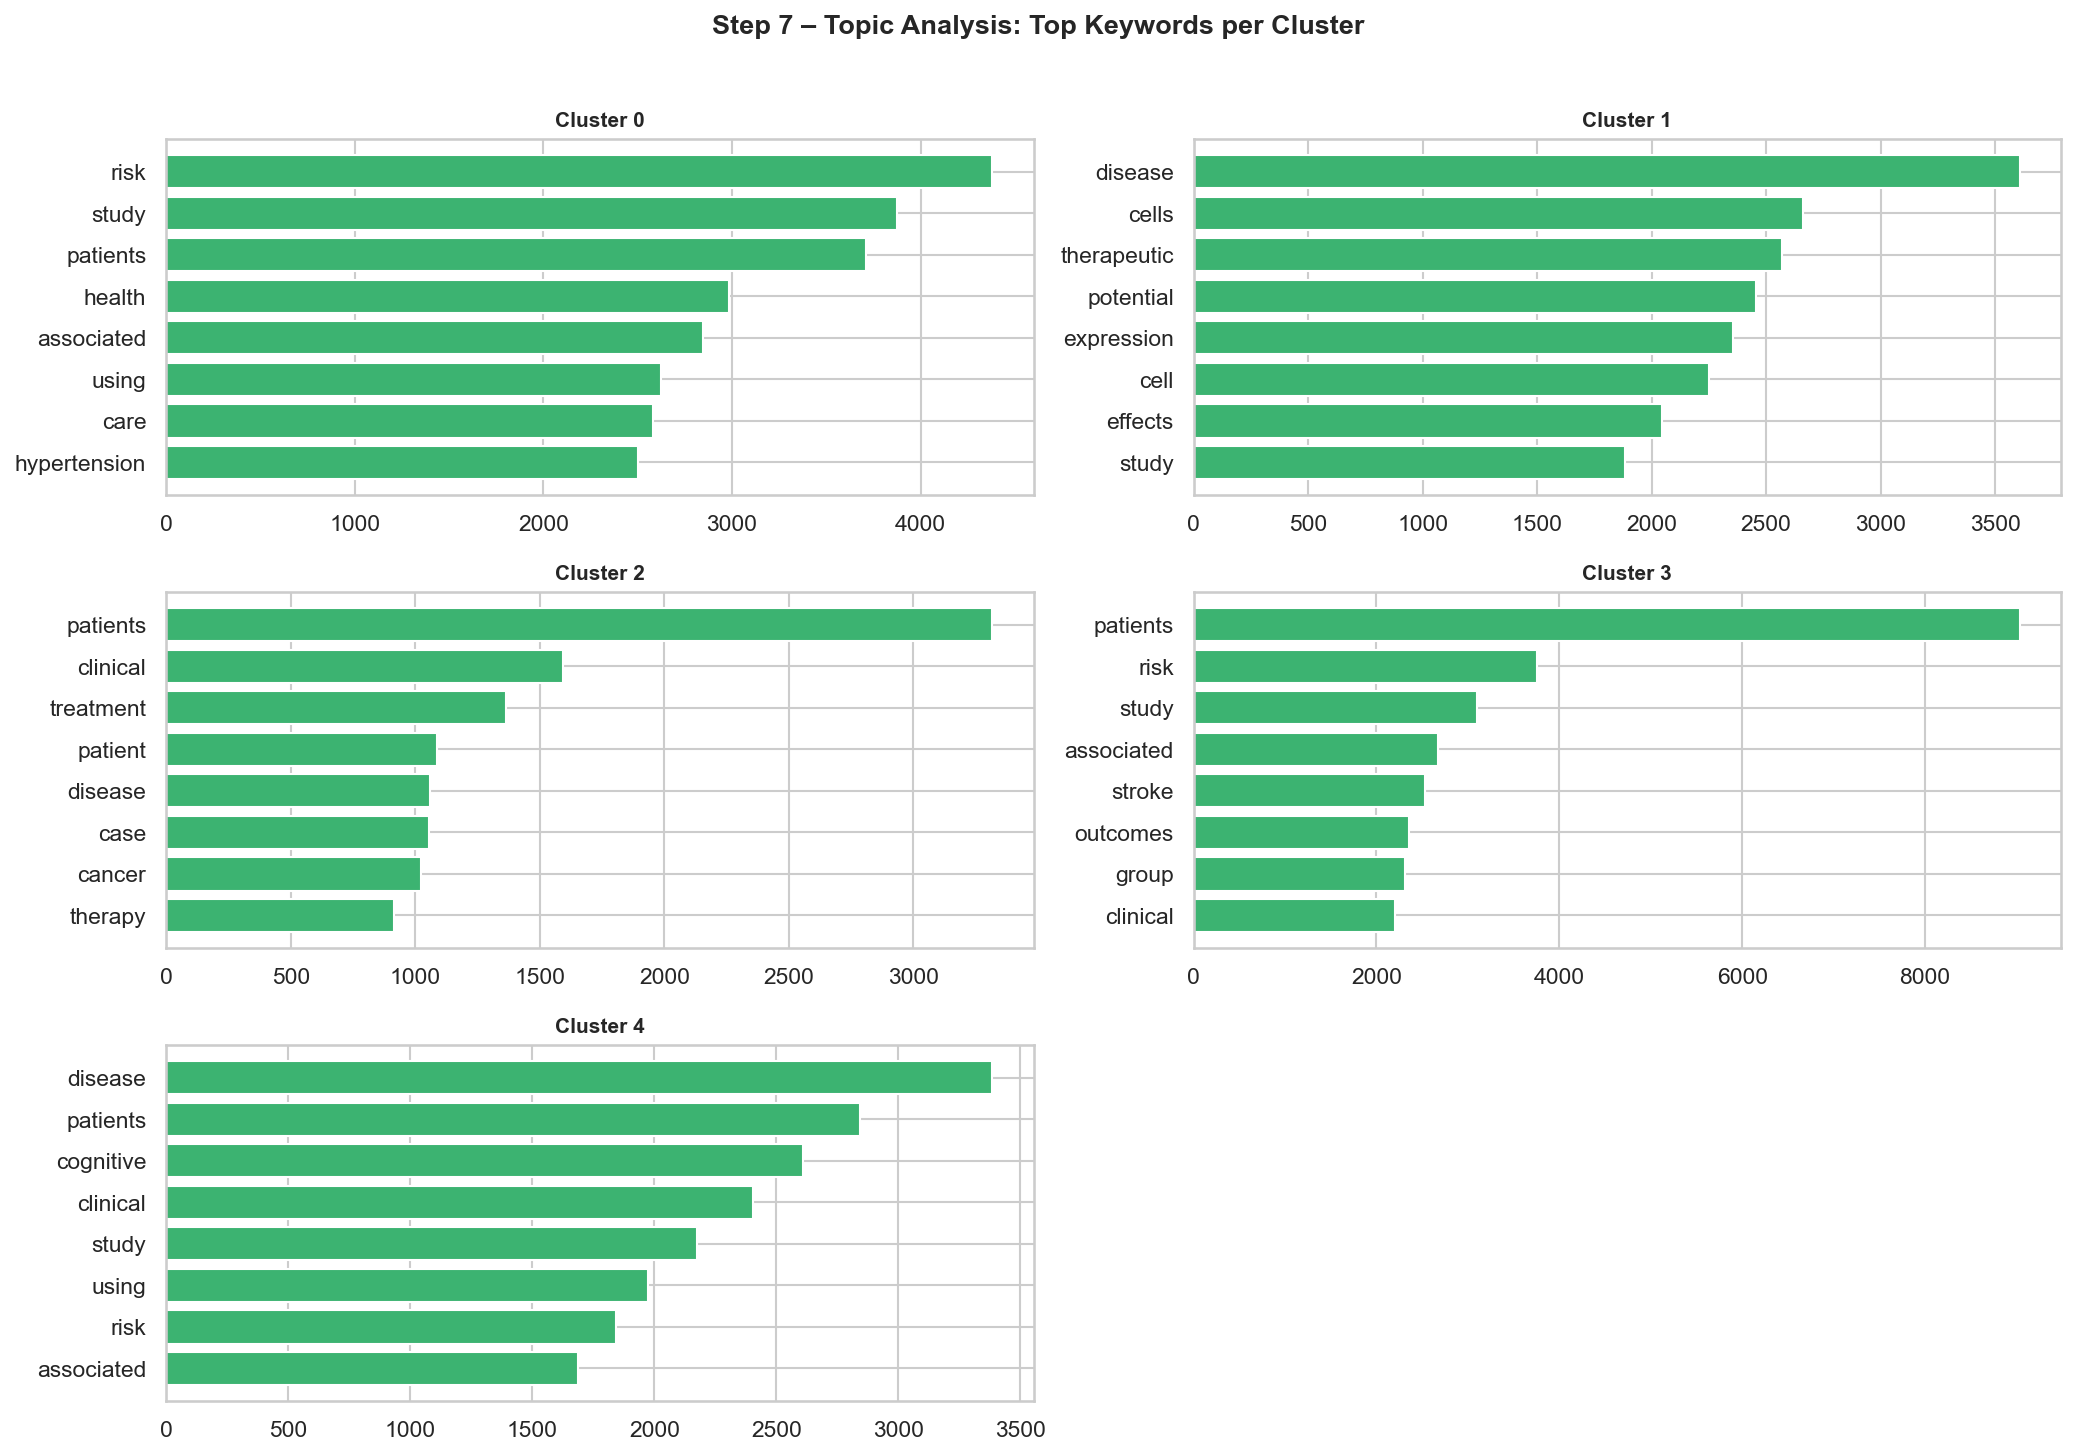 Step 7 – Topic Analysis: Top Keywords per Cluster
Cluster 0
risk
study
patients
health
associated
using
care
hypertension
0 1000 2000 3000 4000
Cluster 1
disease
cells
therapeutic
potential
expression
cell
effects
study
0 500 1000 1500 2000 2500 3000 3500
Cluster 2
patients
clinical
treatment
patient
disease
case
cancer
therapy
0 500 1000 1500 2000 2500 3000
Cluster 3
patients
risk
study
associated
stroke
outcomes
group
clinical
0 2000 4000 6000 8000
Cluster 4
disease
patients
cognitive
clinical
study
using
risk
associated
0 500 1000 1500 2000 2500 3000 3500